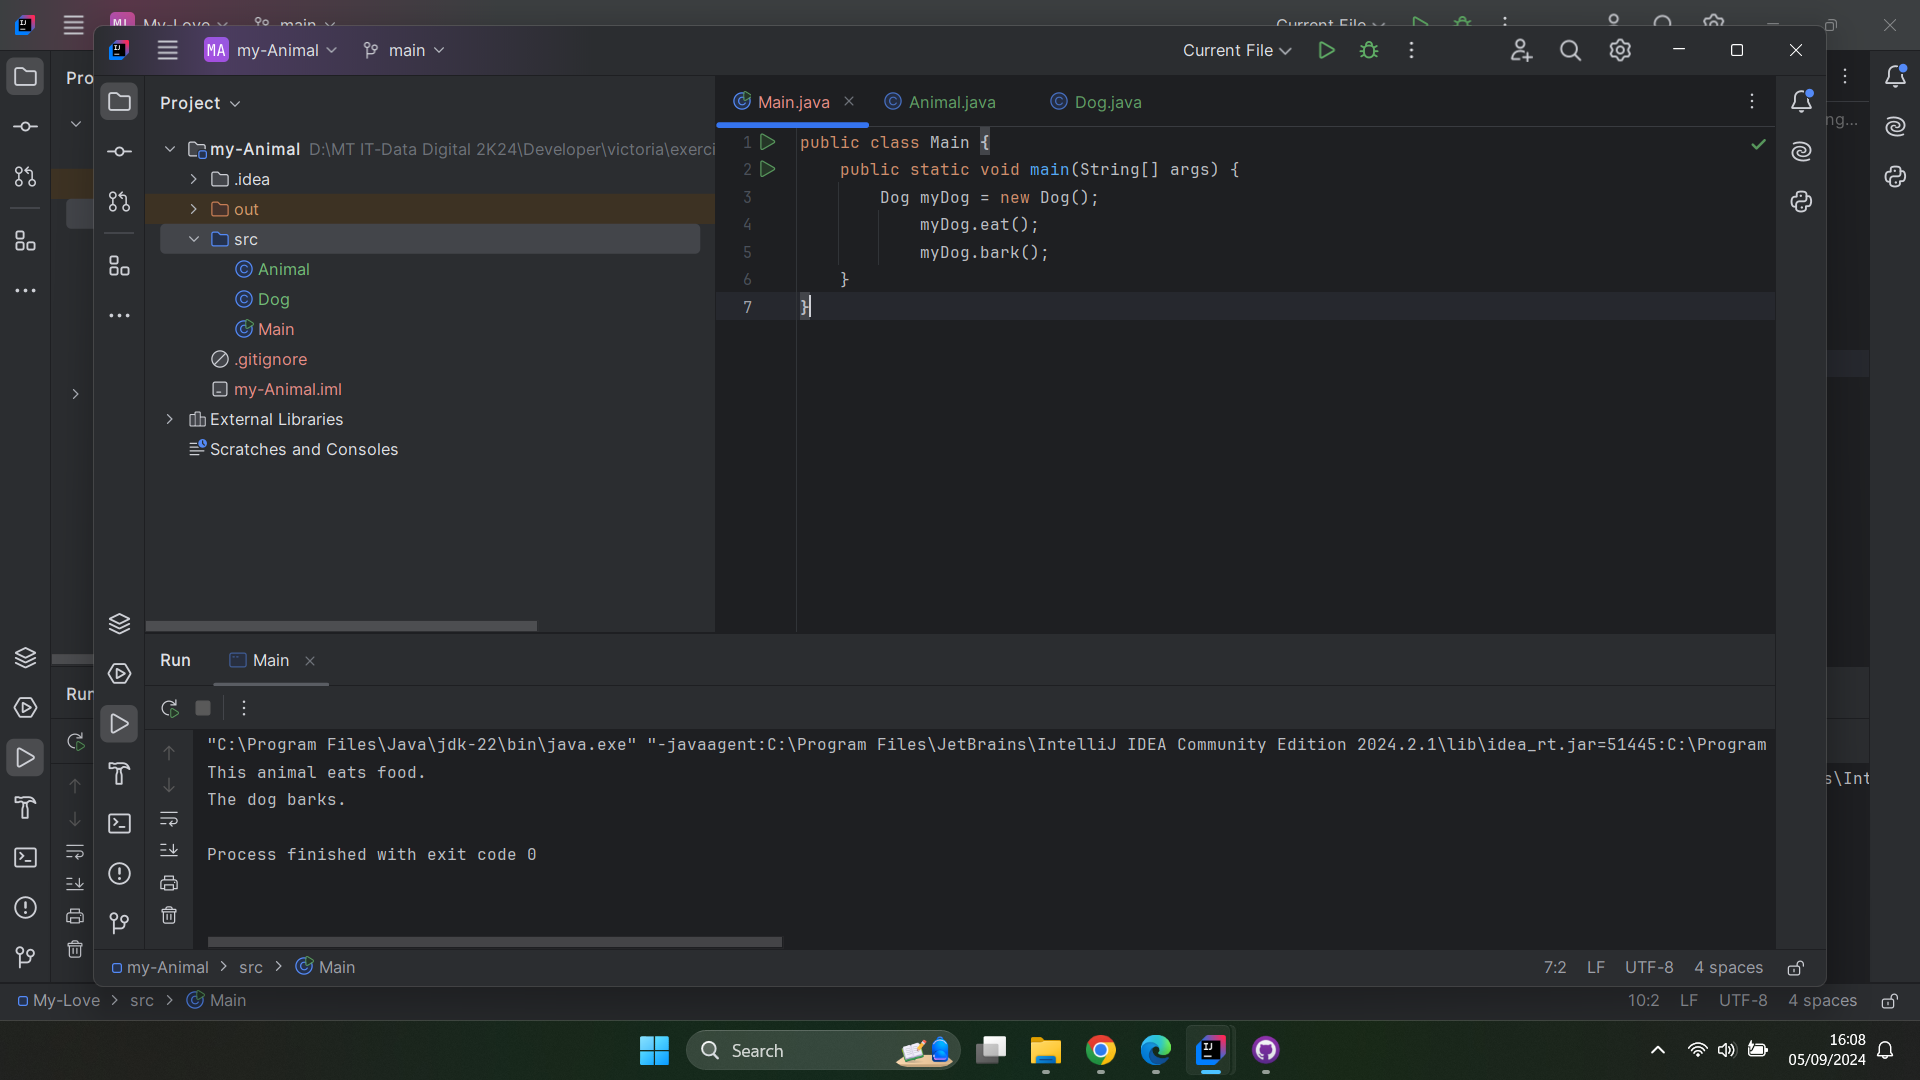 My-Love
main
Current File
MA my-Animal
main
Current File
Pro
Project
Main.java
Animal.java
Dog.java
my-Animal D:\MT IT-Data Digital 2K24\Developer\victoria\exerci
.idea
out
src
Animal
Dog
Main
.gitignore
my-Animal.iml
External Libraries
Scratches and Consoles
1 public class Main {
2 public static void main(String[] args) {
3 Dog myDog = new Dog();
4 myDog.eat();
5 myDog.bark();
6 }
7 }
ng...
Run
Run
Main
"C:\Program Files\Java\jdk-22\bin\java.exe" "-javaagent:C:\Program Files\JetBrains\IntelliJ IDEA Community Edition 2024.2.1\lib\idea_rt.jar=51445:C:\Program
s\Int
This animal eats food.
The dog barks.
Process finished with exit code 0
my-Animal > src > Main
7:2 LF UTF-8 4 spaces
My-Love > src > Main
10:2 LF UTF-8 4 spaces
Search
16:08
05/09/2024